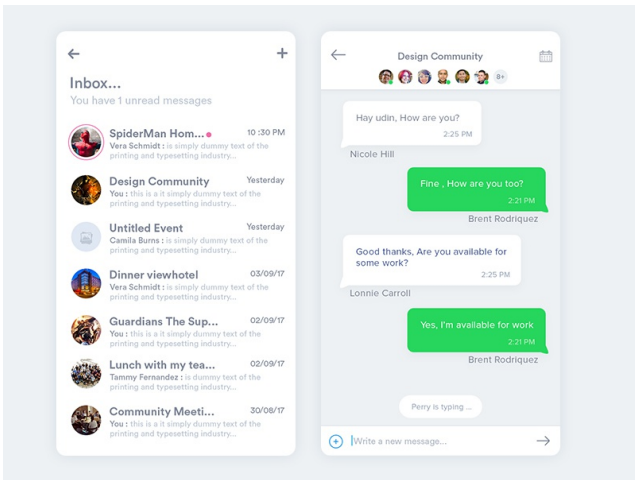 Inbox...
You have 1 unread messages
SpiderMan Hom... 10 :30 PM
Vera Schmidt : is simply dummy text of the
printing and typesetting industry...
Design Community Yesterday
You : this is a it simply dummy text of the
printing and typesetting industry...
Untitled Event Yesterday
Camila Burns : is simply dummy text of the
printing and typesetting industry...
Dinner viewhotel 03/09/17
Vera Schmidt : is simply dummy text of the
printing and typesetting industry...
Guardians The Sup... 02/09/17
You : this is a it simply dummy text of the
printing and typesetting industry...
Lunch with my tea... 02/09/17
Tammy Fernandez : is dummy text of the
printing and typesetting industry...
Community Meeti... 30/08/17
You : this is a it simply dummy text of the
printing and typesetting industry...
Design Community
8+
Hay udin, How are you?
2:25 PM
Nicole Hill
Fine , How are you too?
2:21 PM
Brent Rodriquez
Good thanks, Are you available for
some work?
2:25 PM
Lonnie Carroll
Yes, I'm available for work
2:21 PM
Brent Rodriquez
Perry is typing ...
Write a new message...